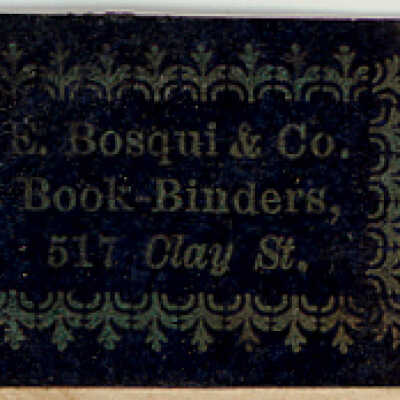 E. Bosqui & Co.
Book-Binders,
517 Clay St.